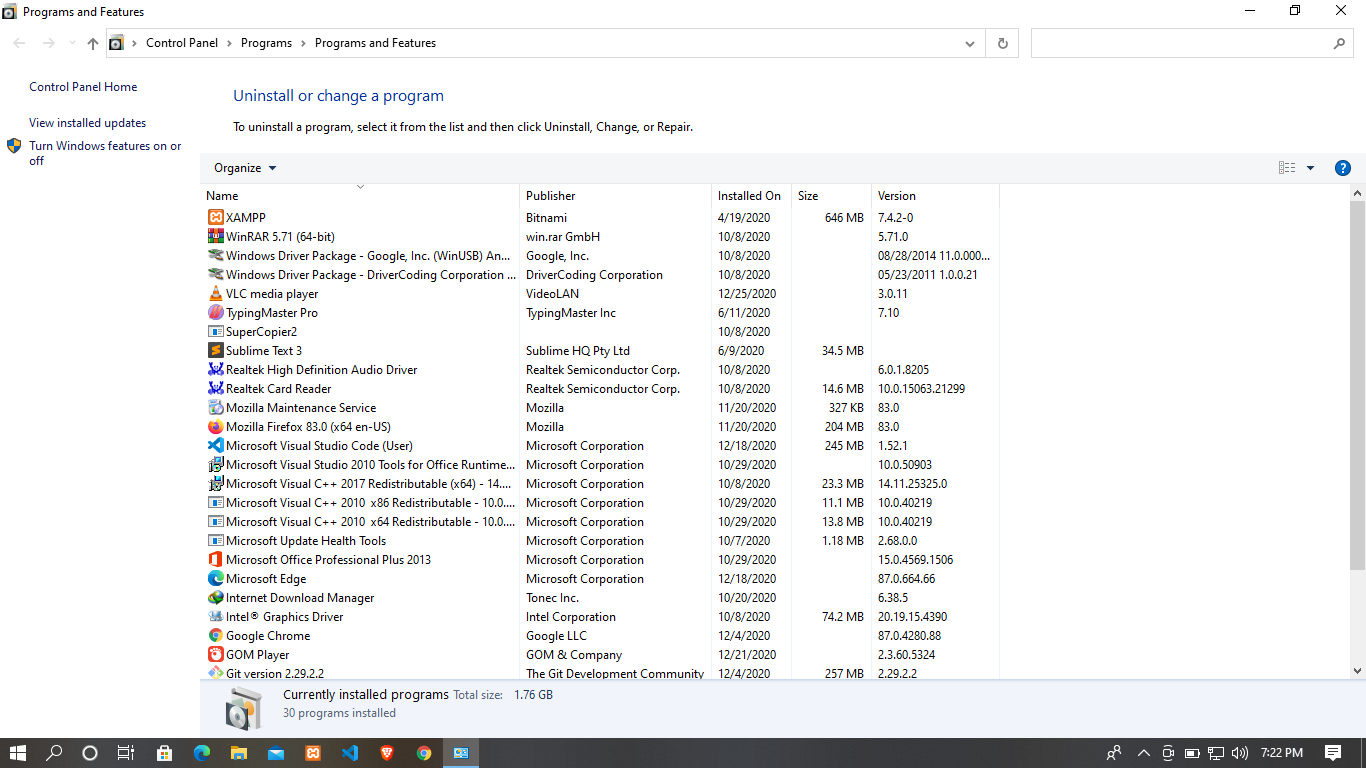 Programs and Features
Control Panel > Programs > Programs and Features
Control Panel Home
View installed updates
Turn Windows features on or
off
Uninstall or change a program
To uninstall a program, select it from the list and then click Uninstall, Change, or Repair.
Organize
Name Publisher Installed On Size Version
XAMPP Bitnami 4/19/2020 646 MB 7.4.2-0
WinRAR 5.71 (64-bit) win.rar GmbH 10/8/2020 5.71.0
Windows Driver Package - Google, Inc. (WinUSB) An... Google, Inc. 10/8/2020 08/28/2014 11.0.000...
Windows Driver Package - DriverCoding Corporation ... DriverCoding Corporation 10/8/2020 05/23/2011 1.0.0.21
VLC media player VideoLAN 12/25/2020 3.0.11
TypingMaster Pro TypingMaster Inc 6/11/2020 7.10
SuperCopier2 10/8/2020
Sublime Text 3 Sublime HQ Pty Ltd 6/9/2020 34.5 MB
Realtek High Definition Audio Driver Realtek Semiconductor Corp. 10/8/2020 6.0.1.8205
Realtek Card Reader Realtek Semiconductor Corp. 10/8/2020 14.6 MB 10.0.15063.21299
Mozilla Maintenance Service Mozilla 11/20/2020 327 KB 83.0
Mozilla Firefox 83.0 (x64 en-US) Mozilla 11/20/2020 204 MB 83.0
Microsoft Visual Studio Code (User) Microsoft Corporation 12/18/2020 245 MB 1.52.1
Microsoft Visual Studio 2010 Tools for Office Runtime... Microsoft Corporation 10/29/2020 10.0.50903
Microsoft Visual C++ 2017 Redistributable (x64) - 14.... Microsoft Corporation 10/8/2020 23.3 MB 14.11.25325.0
Microsoft Visual C++ 2010 x86 Redistributable - 10.0.... Microsoft Corporation 10/29/2020 11.1 MB 10.0.40219
Microsoft Visual C++ 2010 x64 Redistributable - 10.0.... Microsoft Corporation 10/29/2020 13.8 MB 10.0.40219
Microsoft Update Health Tools Microsoft Corporation 10/7/2020 1.18 MB 2.68.0.0
Microsoft Office Professional Plus 2013 Microsoft Corporation 10/29/2020 15.0.4569.1506
Microsoft Edge Microsoft Corporation 12/18/2020 87.0.664.66
Internet Download Manager Tonec Inc. 10/20/2020 6.38.5
Intel® Graphics Driver Intel Corporation 10/8/2020 74.2 MB 20.19.15.4390
Google Chrome Google LLC 12/4/2020 87.0.4280.88
GOM Player GOM & Company 12/21/2020 2.3.60.5324
Git version 2.29.2.2 The Git Development Community 12/4/2020 257 MB 2.29.2.2
Currently installed programs Total size: 1.76 GB
30 programs installed
7:22 PM